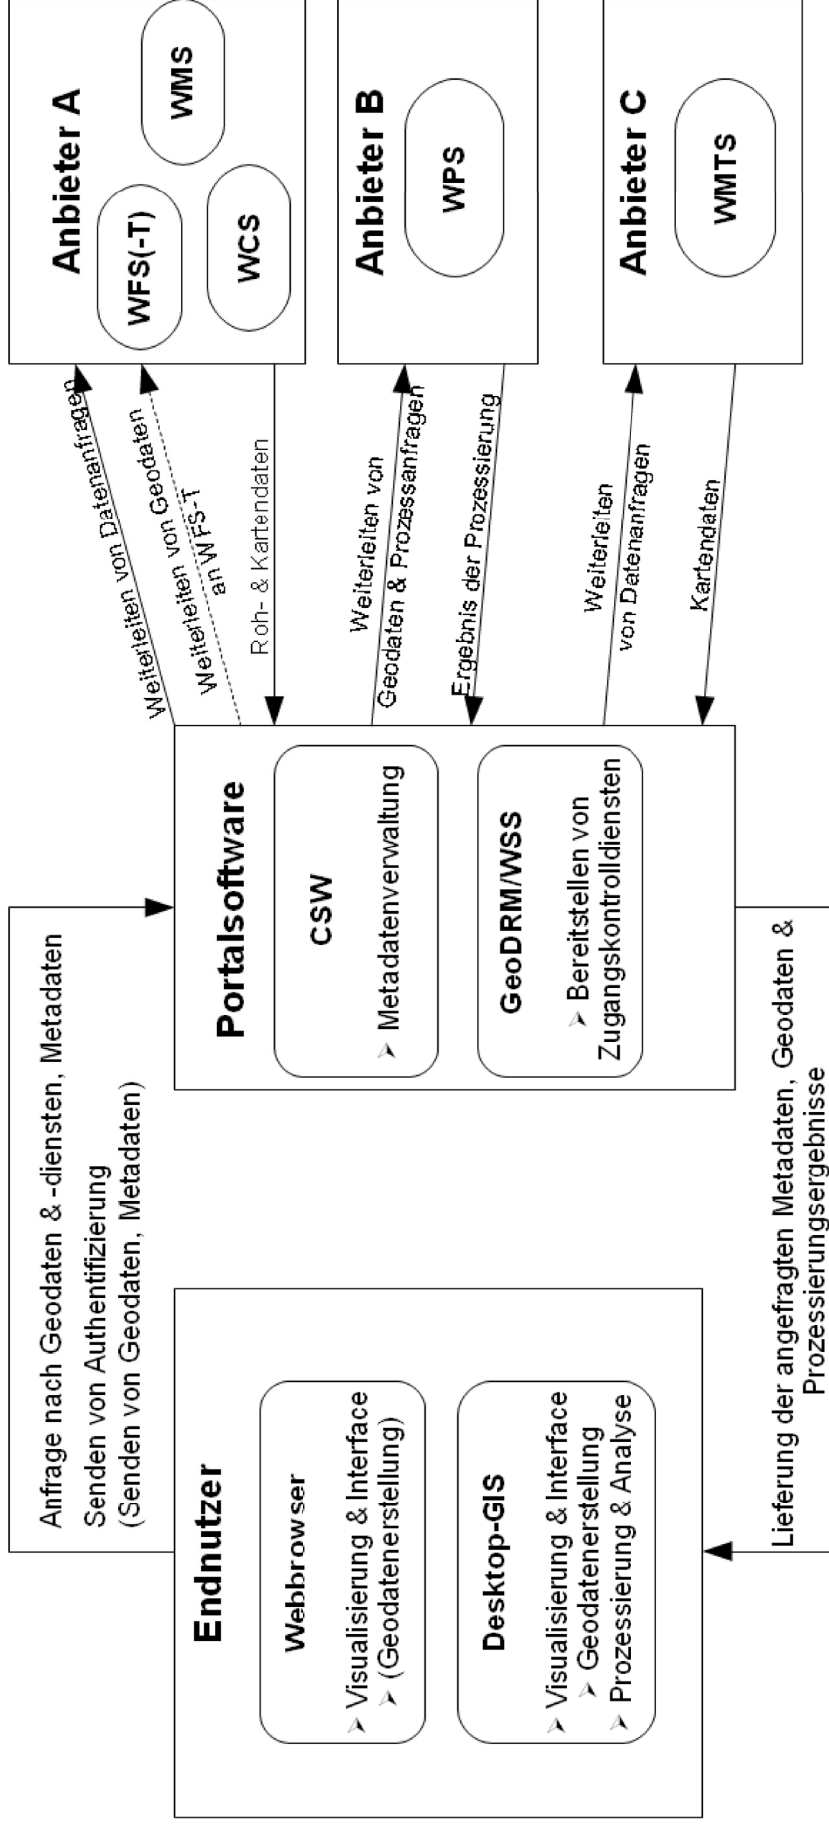 Anfrage nach Geodaten & -diensten, Metadaten
Senden von Authentifizierung
(Senden von Geodaten, Metadaten)
Endnutzer
Webbrowser
Visualisierung & Interface
(Geodatenerstellung)
Desktop-GIS
Visualisierung & Interface
Geodatenerstellung
Prozessierung & Analyse
Lieferung der angefragten Metadaten, Geodaten &
Prozessierungsergebnisse
Portalsoftware
CSW
Metadatenverwaltung
GeoDRM/WSS
Bereitstellen von
Zugangskontrolldiensten
Weiterleiten von Datenanfragen
Weiterleiten von Geodaten
an WFS-T
Roh- & Kartendaten
Weiterleiten von
Geodaten & Prozessanfragen
Ergebnis der Prozessierung
Weiterleiten
von Datenanfragen
Kartendaten
Anbieter A
WFS(-T)
WMS
WCS
Anbieter B
WPS
Anbieter C
WMTS